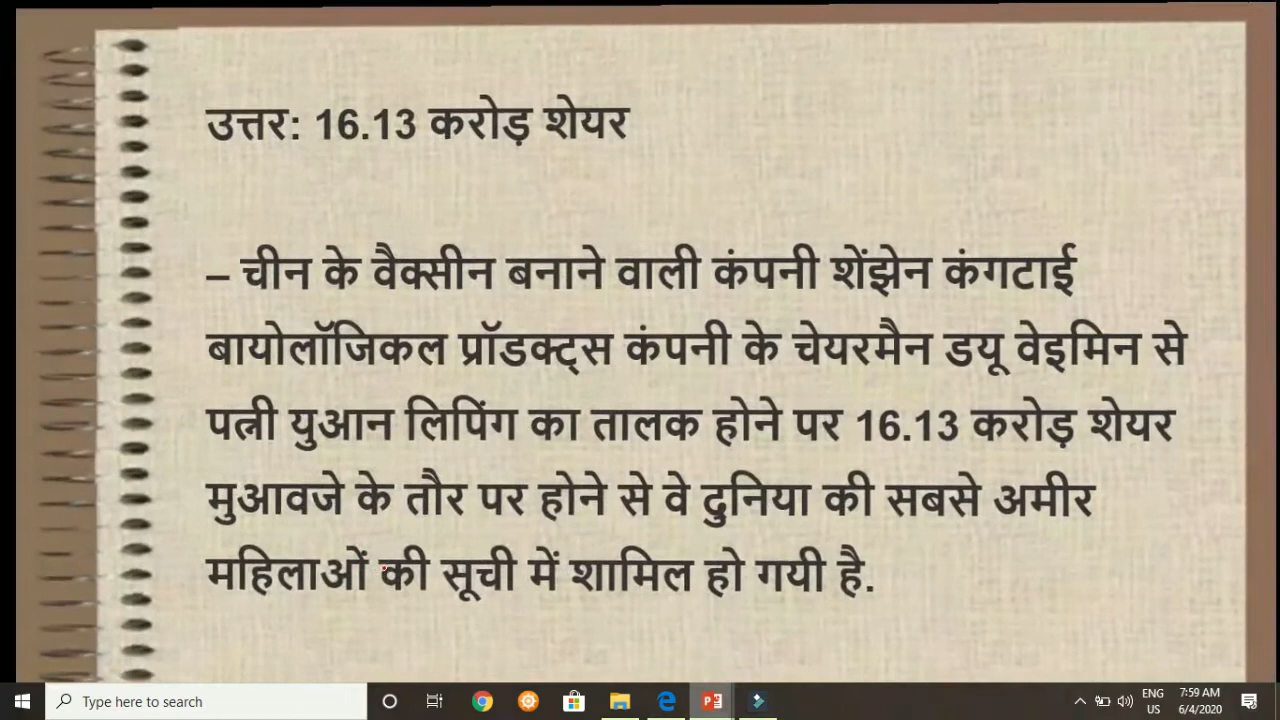 उत्तर: 16.13 करोड़ शेयर
– चीन के वैक्सीन बनाने वाली कंपनी शेंझेन कंगटाई
बायोलॉजिकल प्रॉडक्ट्स कंपनी के चेयरमैन डयू वेइमिन से
पत्नी युआन लिपिंग का तालक होने पर 16.13 करोड़ शेयर
मुआवजे के तौर पर होने से वे दुनिया की सबसे अमीर
महिलाओं की सूची में शामिल हो गयी है.
Type here to search
ENG
US
7:59 AM
6/4/2020